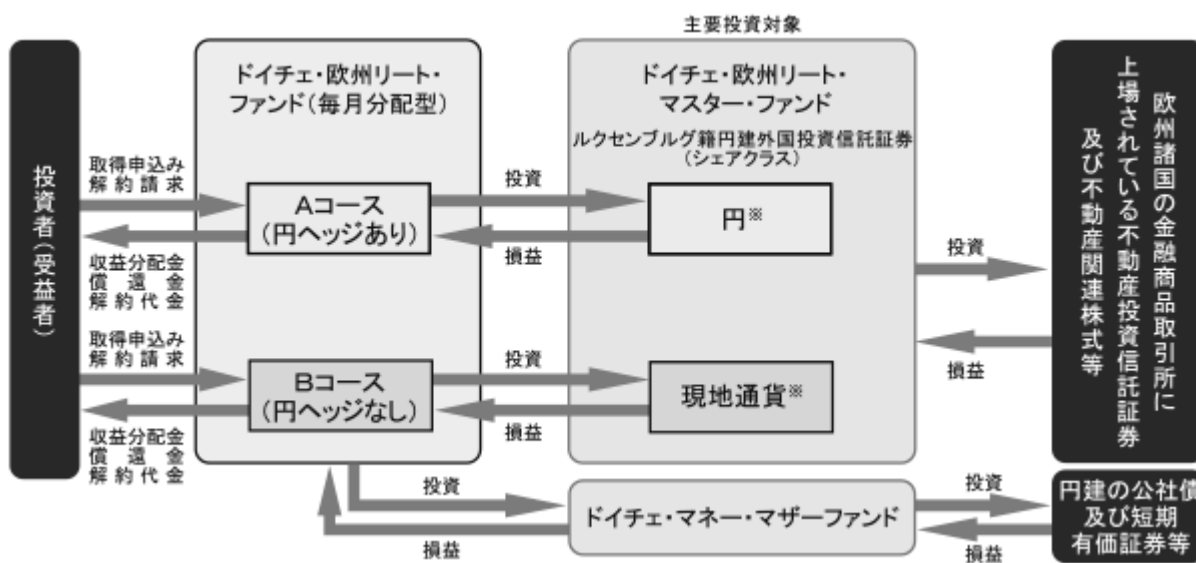 主要投資対象
投資者(受益者)
取得申込み
解約請求
収益分配金
償還金
解約代金
取得申込み
解約請求
収益分配金
償還金
解約代金
ドイチェ・欧州リート・
ファンド(毎月分配型)
Aコース
(円ヘッジあり)
Bコース
(円ヘッジなし)
投資
損益
投資
損益
ドイチェ・欧州リート・
マスター・ファンド
ルクセンブルグ籍円建外国投資信託証券
(シェアクラス)
円※
現地通貨※
投資
損益
欧州諸国の金融商品取引所に
上場されている不動産投資信託証券
及び不動産関連株式等
投資
損益
ドイチェ・マネー・マザーファンド
投資
損益
円建の公社債
及び短期
有価証券等